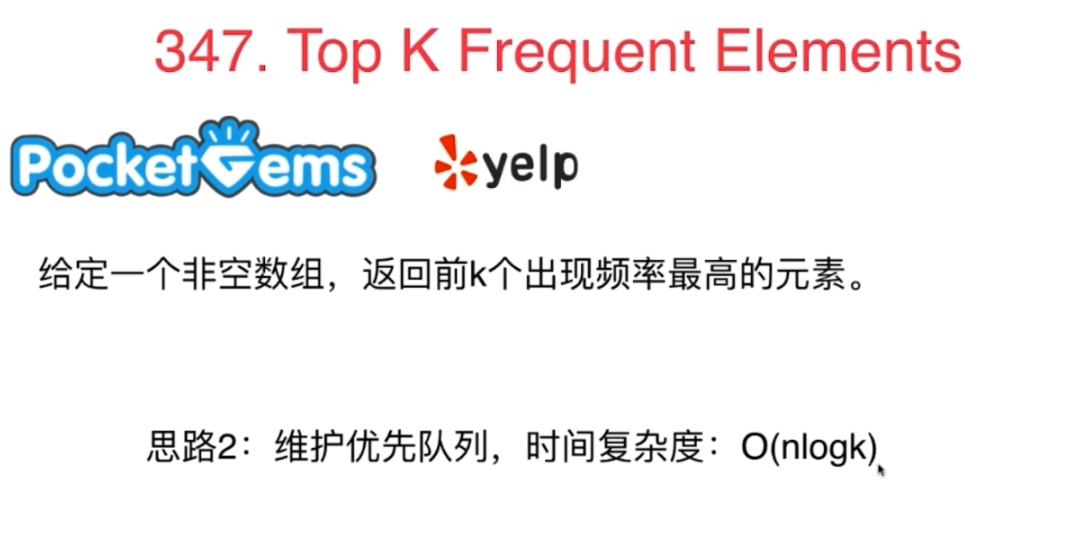 347. Top K Frequent Elements
PocketGems
yelp
给定一个非空数组，返回前k个出现频率最高的元素。
思路2：维护优先队列，时间复杂度：O(nlogk)